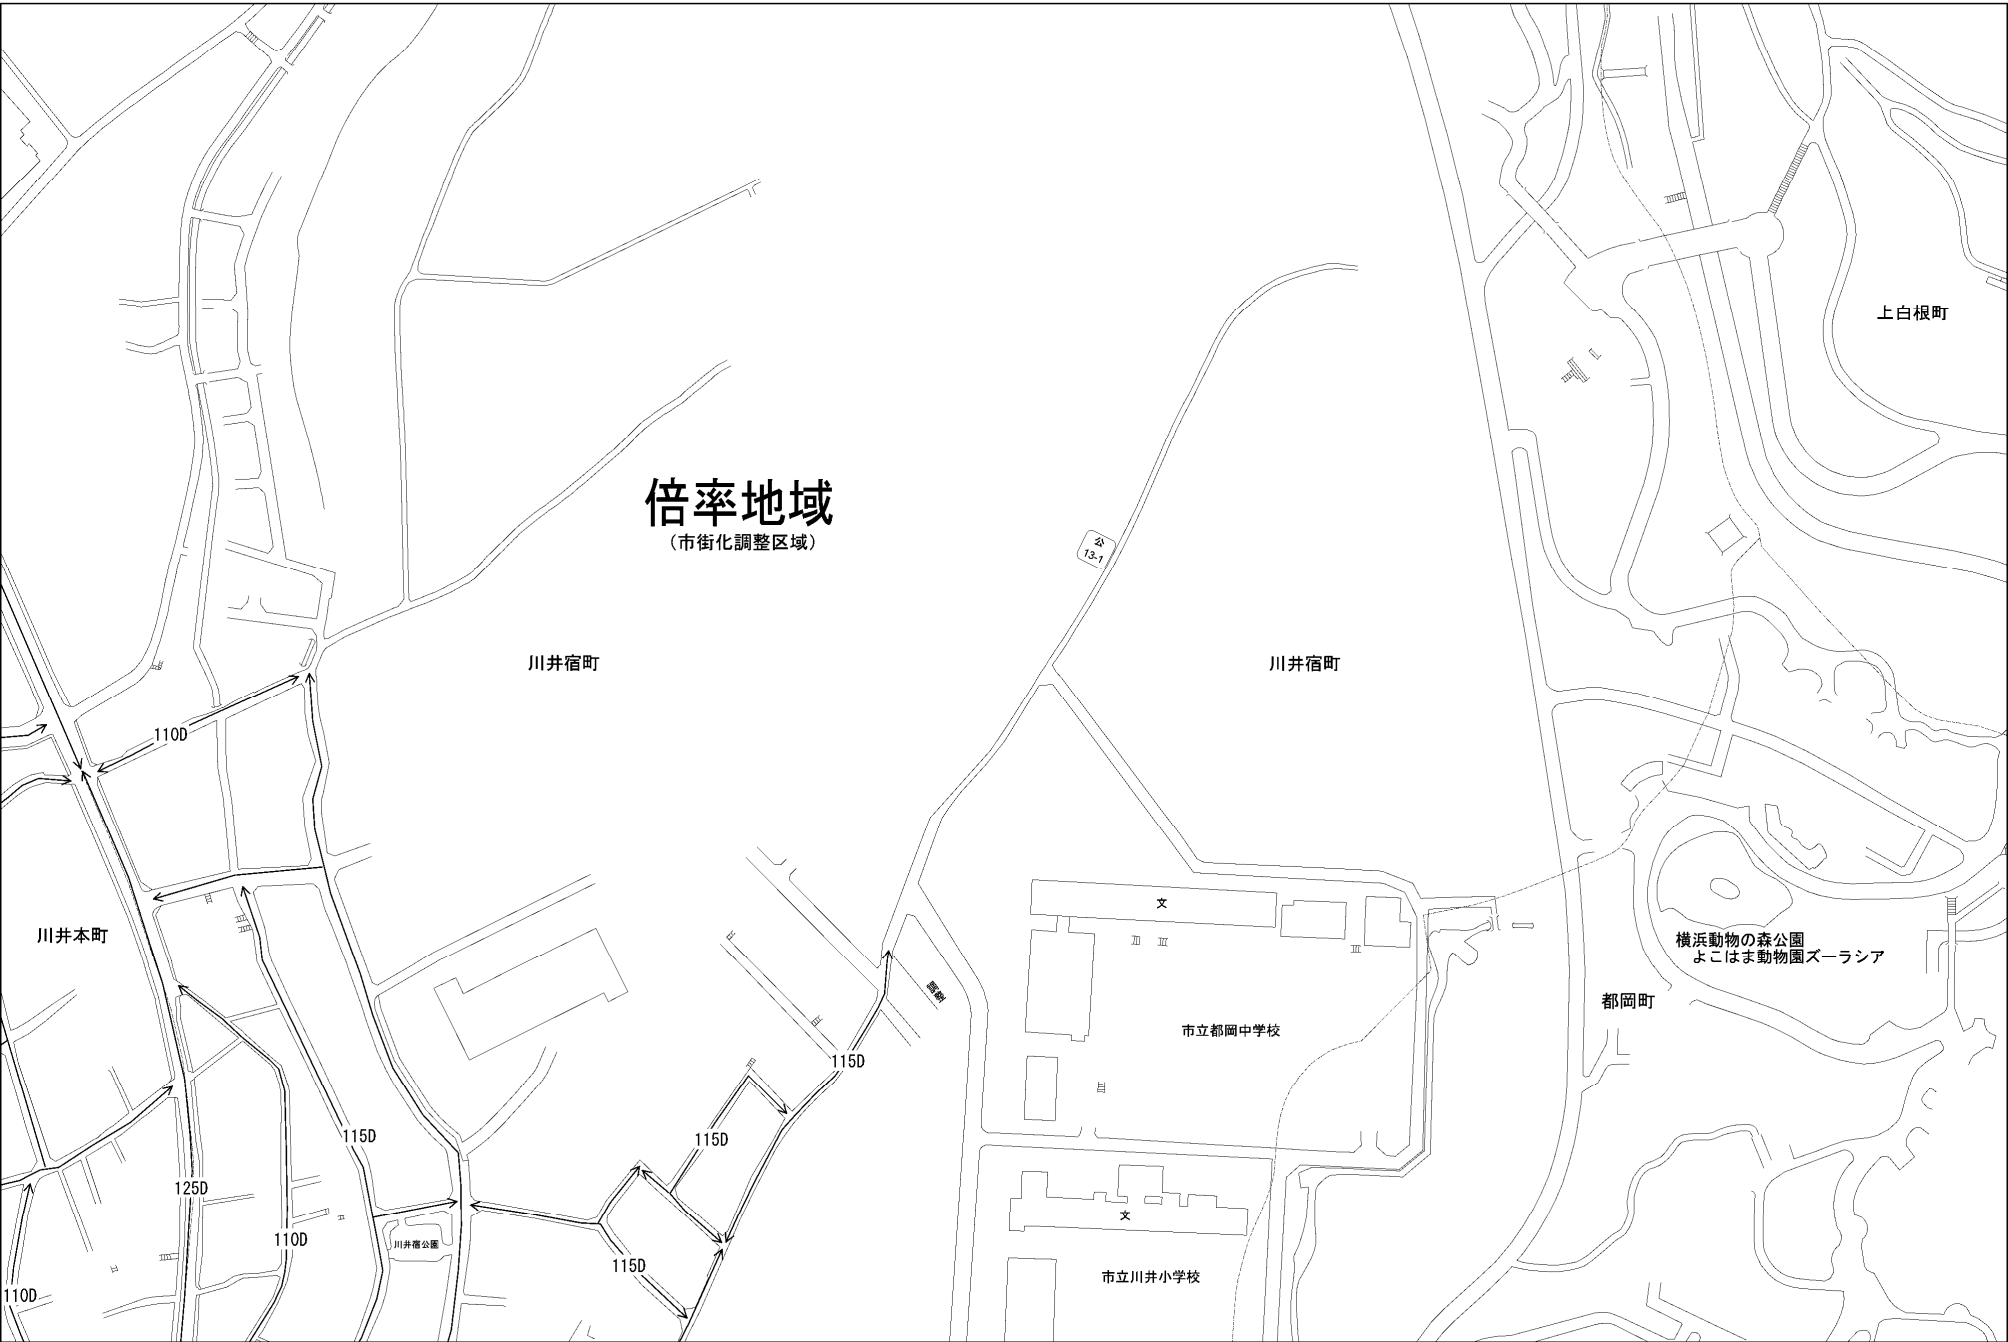 上白根町
倍率地域
（市街化調整区域）
公
13-1
川井宿町
川井宿町
110D
文
川井本町
横浜動物の森公園
よこはま動物園ズーラシア
調整
都岡町
市立都岡中学校
115D
115D
115D
125D
文
110D
川井宿公園
115D
市立川井小学校
110D